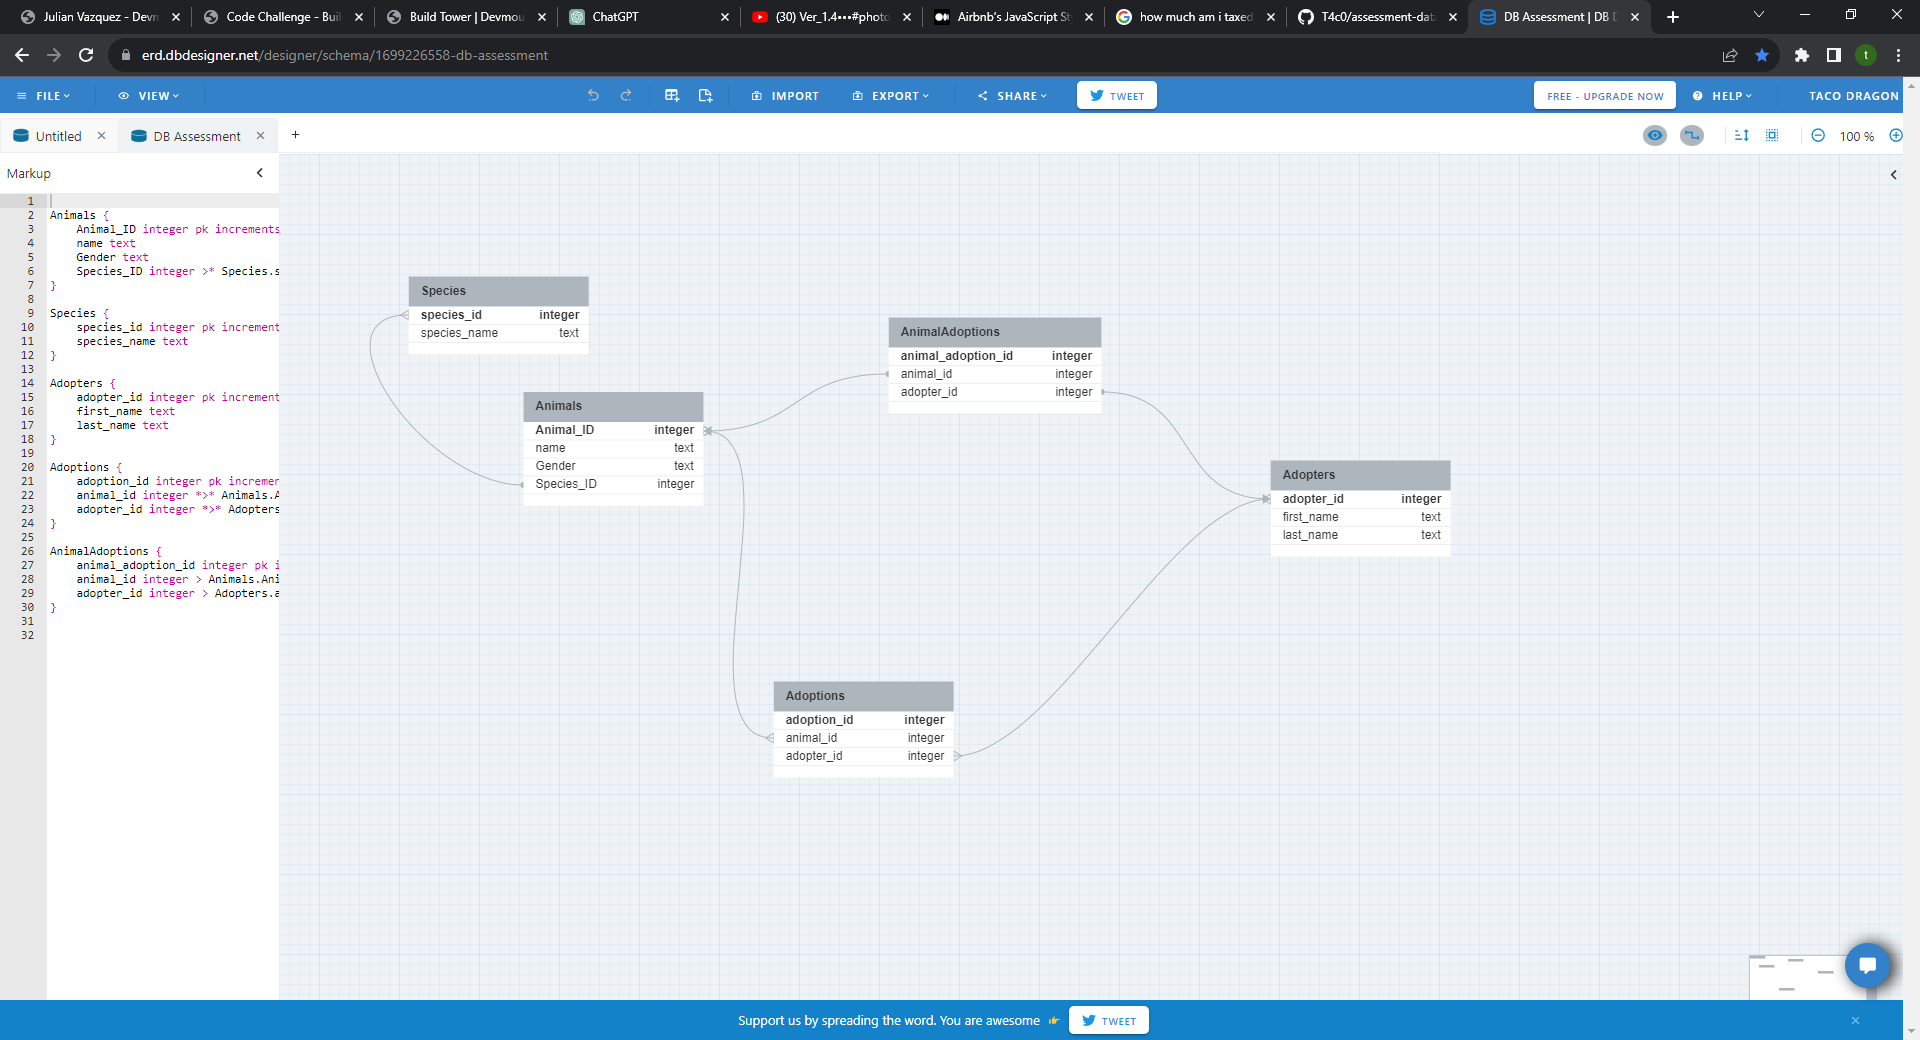 Julian Vazquez - Devm
Code Challenge - Buil
Build Tower | Devmou
ChatGPT
(30) Ver_1.4•••#photo
Airbnb's JavaScript St
how much am i taxed
T4c0/assessment-data
DB Assessment | DB D
erd.dbdesigner.net/designer/schema/1699226558-db-assessment
t
FILE
VIEW
IMPORT
EXPORT
SHARE
TWEET
FREE - UPGRADE NOW
HELP
TACO DRAGON
Untitled
DB Assessment
100 %
Markup
1
2 Animals {
3 Animal_ID integer pk increments
4 name text
5 Gender text
6 Species_ID integer >* Species.s
7 }
8
9 Species {
10 species_id integer pk increment
11 species_name text
12 }
13
14 Adopters {
15 adopter_id integer pk increment
16 first_name text
17 last_name text
18 }
19
20 Adoptions {
21 adoption_id integer pk incremen
22 animal_id integer *>* Animals.A
23 adopter_id integer *>* Adopters
24 }
25
26 AnimalAdoptions {
27 animal_adoption_id integer pk i
28 animal_id integer > Animals.Ani
29 adopter_id integer > Adopters.a
30 }
31
32
Species
species_id integer
species_name text
Animals
Animal_ID integer
name text
Gender text
Species_ID integer
AnimalAdoptions
animal_adoption_id integer
animal_id integer
adopter_id integer
Adopters
adopter_id integer
first_name text
last_name text
Adoptions
adoption_id integer
animal_id integer
adopter_id integer
Support us by spreading the word. You are awesome 👉
TWEET